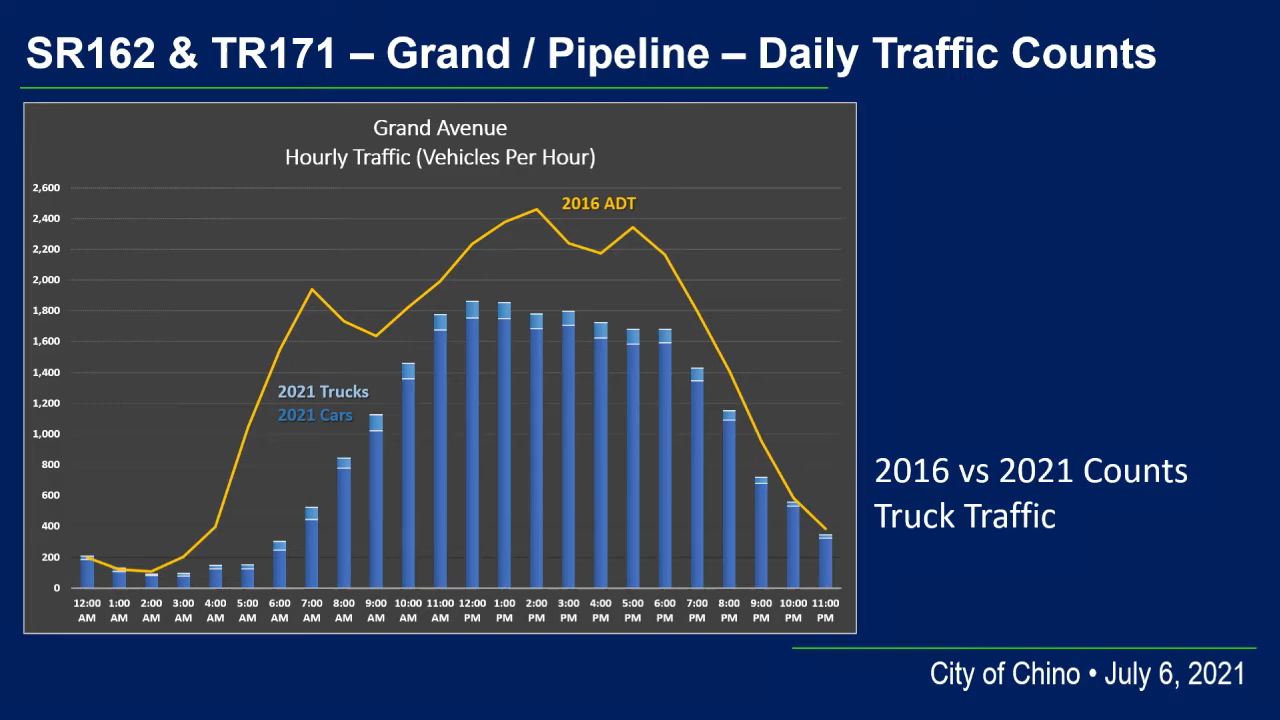 SR162 & TR171 – Grand / Pipeline – Daily Traffic Counts
Grand Avenue
Hourly Traffic (Vehicles Per Hour)
2,600
2,400
2,200
2,000
1,800
1,600
1,400
1,200
1,000
800
600
400
200
0
2016 ADT
2021 Trucks
2021 Cars
12:00 1:00 2:00 3:00 4:00 5:00 6:00 7:00 8:00 9:00 10:00 11:00 12:00 1:00 2:00 3:00 4:00 5:00 6:00 7:00 8:00 9:00 10:00 11:00
AM AM AM AM AM AM AM AM AM AM AM AM PM PM PM PM PM PM PM PM PM PM PM PM
2016 vs 2021 Counts
Truck Traffic
City of Chino • July 6, 2021